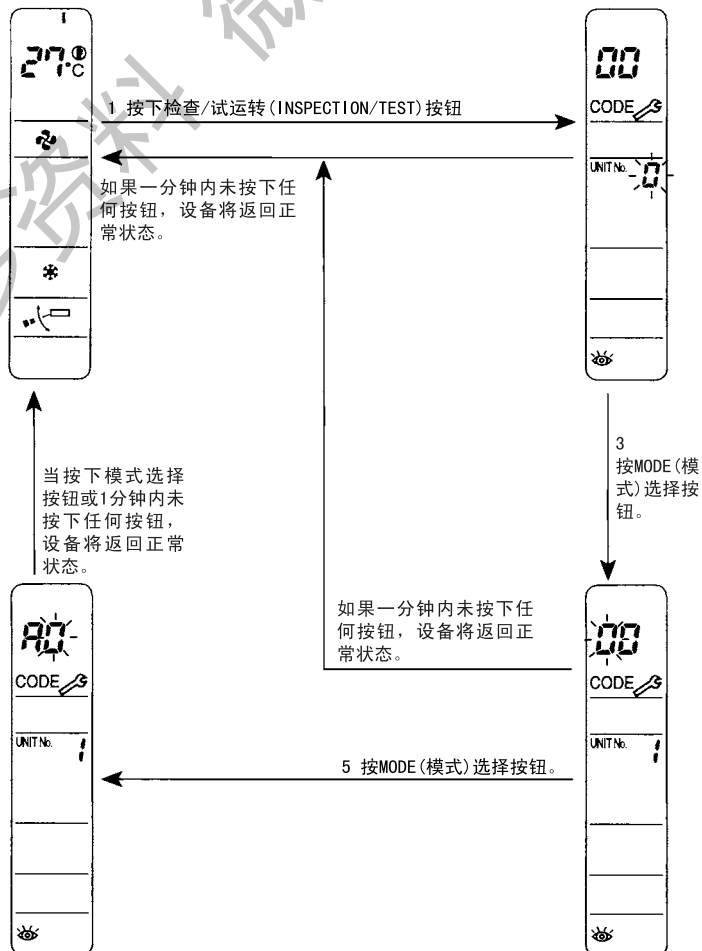 27°C
00
CODE
UNIT No. 0
1 按下检查/试运转(INSPECTION/TEST)按钮
如果一分钟内未按下任
何按钮，设备将返回正
常状态。
3
按MODE(模
式)选择按
钮。
当按下模式选择
按钮或1分钟内未
按下任何按钮，
设备将返回正常
状态。
如果一分钟内未按下任
何按钮，设备将返回正
常状态。
A0
CODE
UNIT No. 1
5 按MODE(模式)选择按钮。
00
CODE
UNIT No. 1
资料